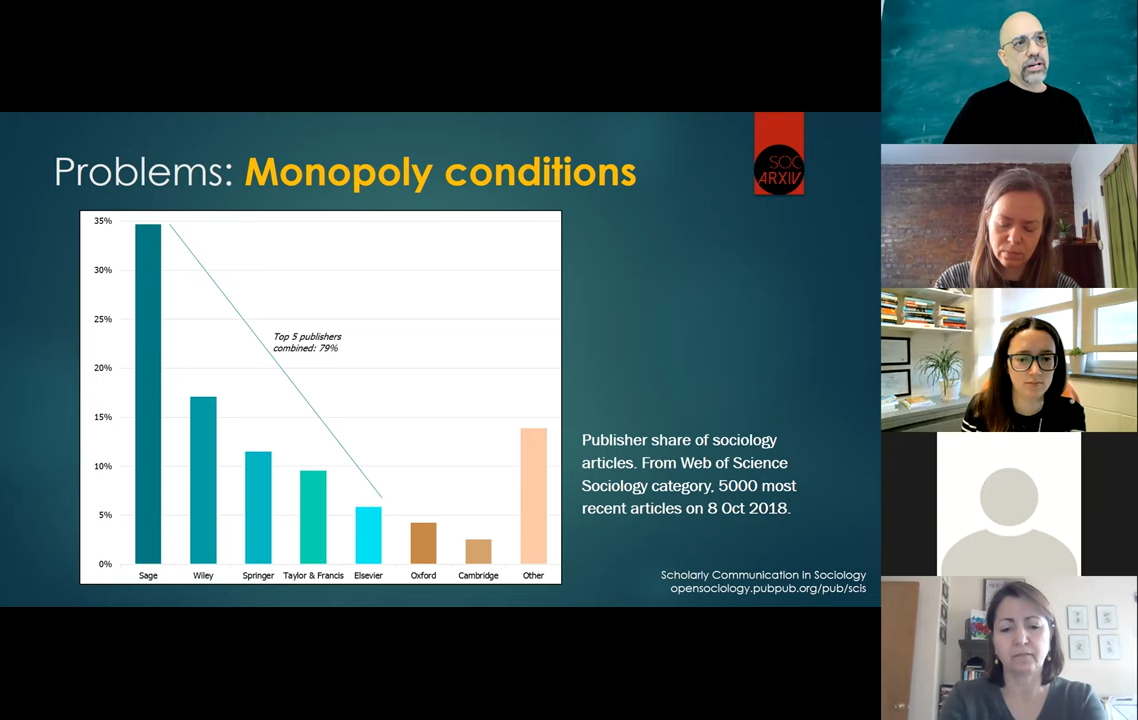 Problems: Monopoly conditions
SOC
ARXIV
35%
30%
25%
20%
15%
10%
5%
0%
Top 5 publishers
combined: 79%
Sage Wiley Springer Taylor & Francis Elsevier Oxford Cambridge Other
Publisher share of sociology
articles. From Web of Science
Sociology category, 5000 most
recent articles on 8 Oct 2018.
Scholarly Communication in Sociology
opensociology.pubpub.org/pub/scis